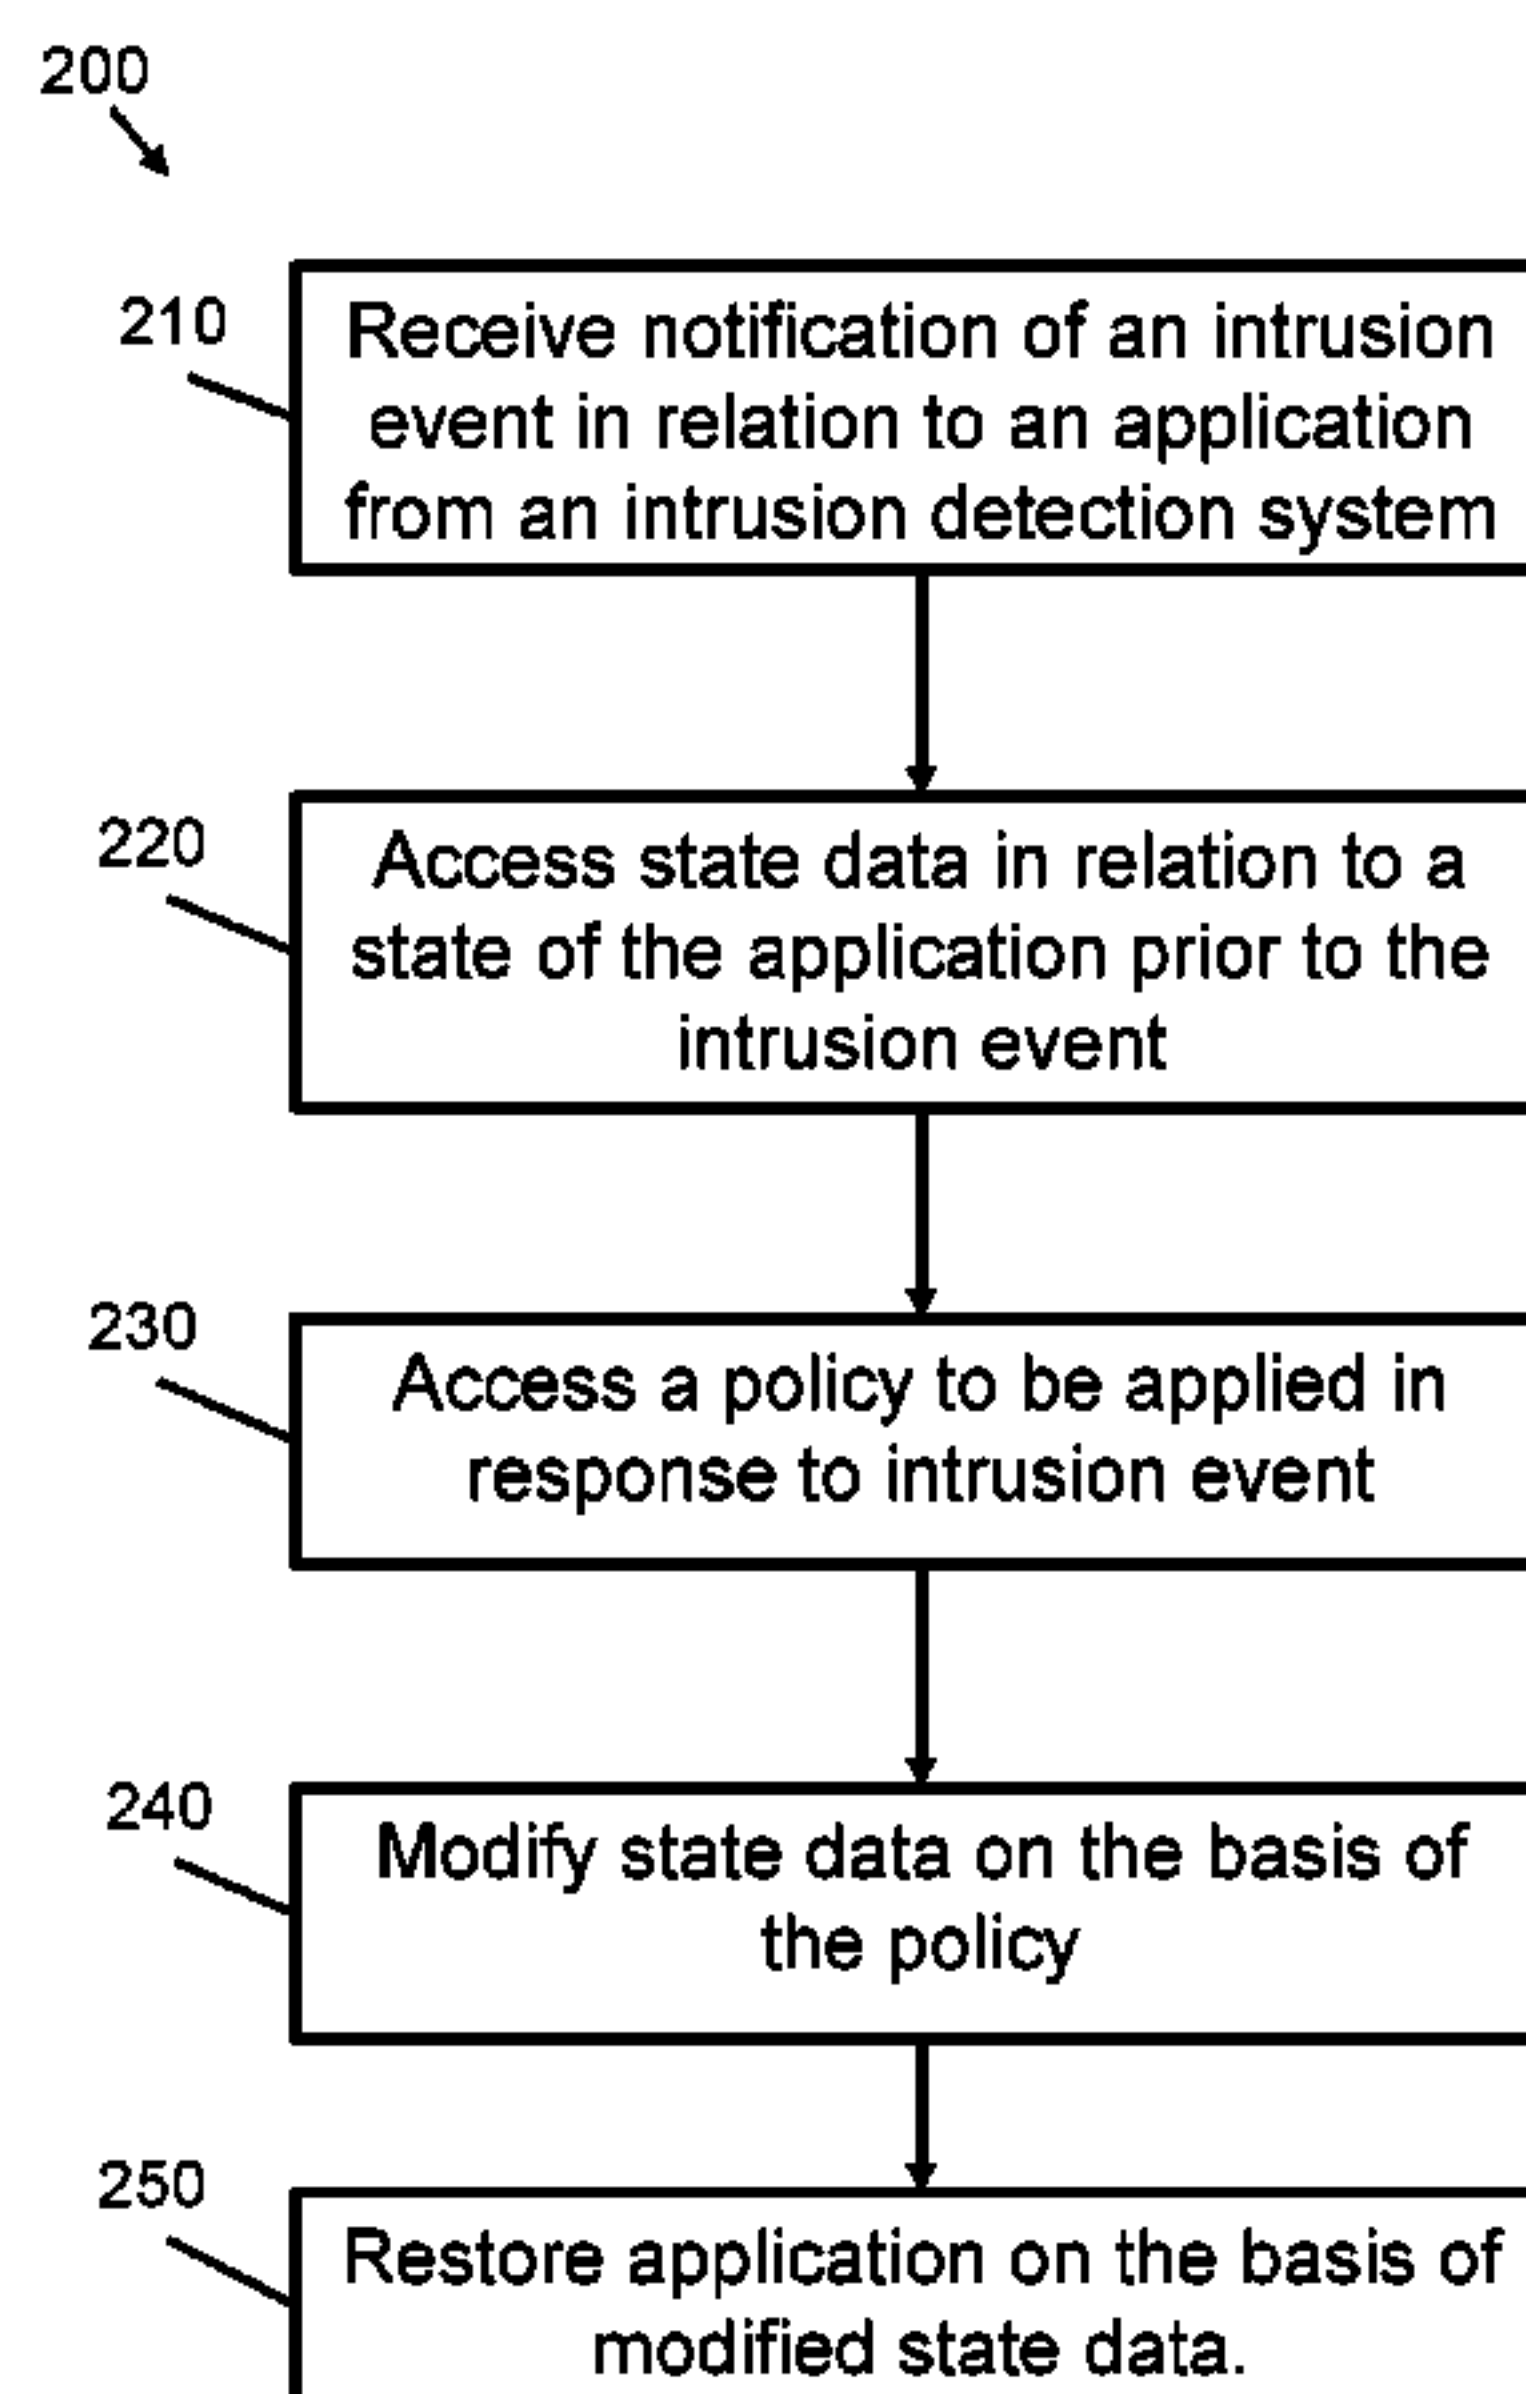 200
210
Receive notification of an intrusion
event in relation to an application
from an intrusion detection system
220
Access state data in relation to a
state of the application prior to the
intrusion event
230
Access a policy to be applied in
response to intrusion event
240
Modify state data on the basis of
the policy
250
Restore application on the basis of
modified state data.